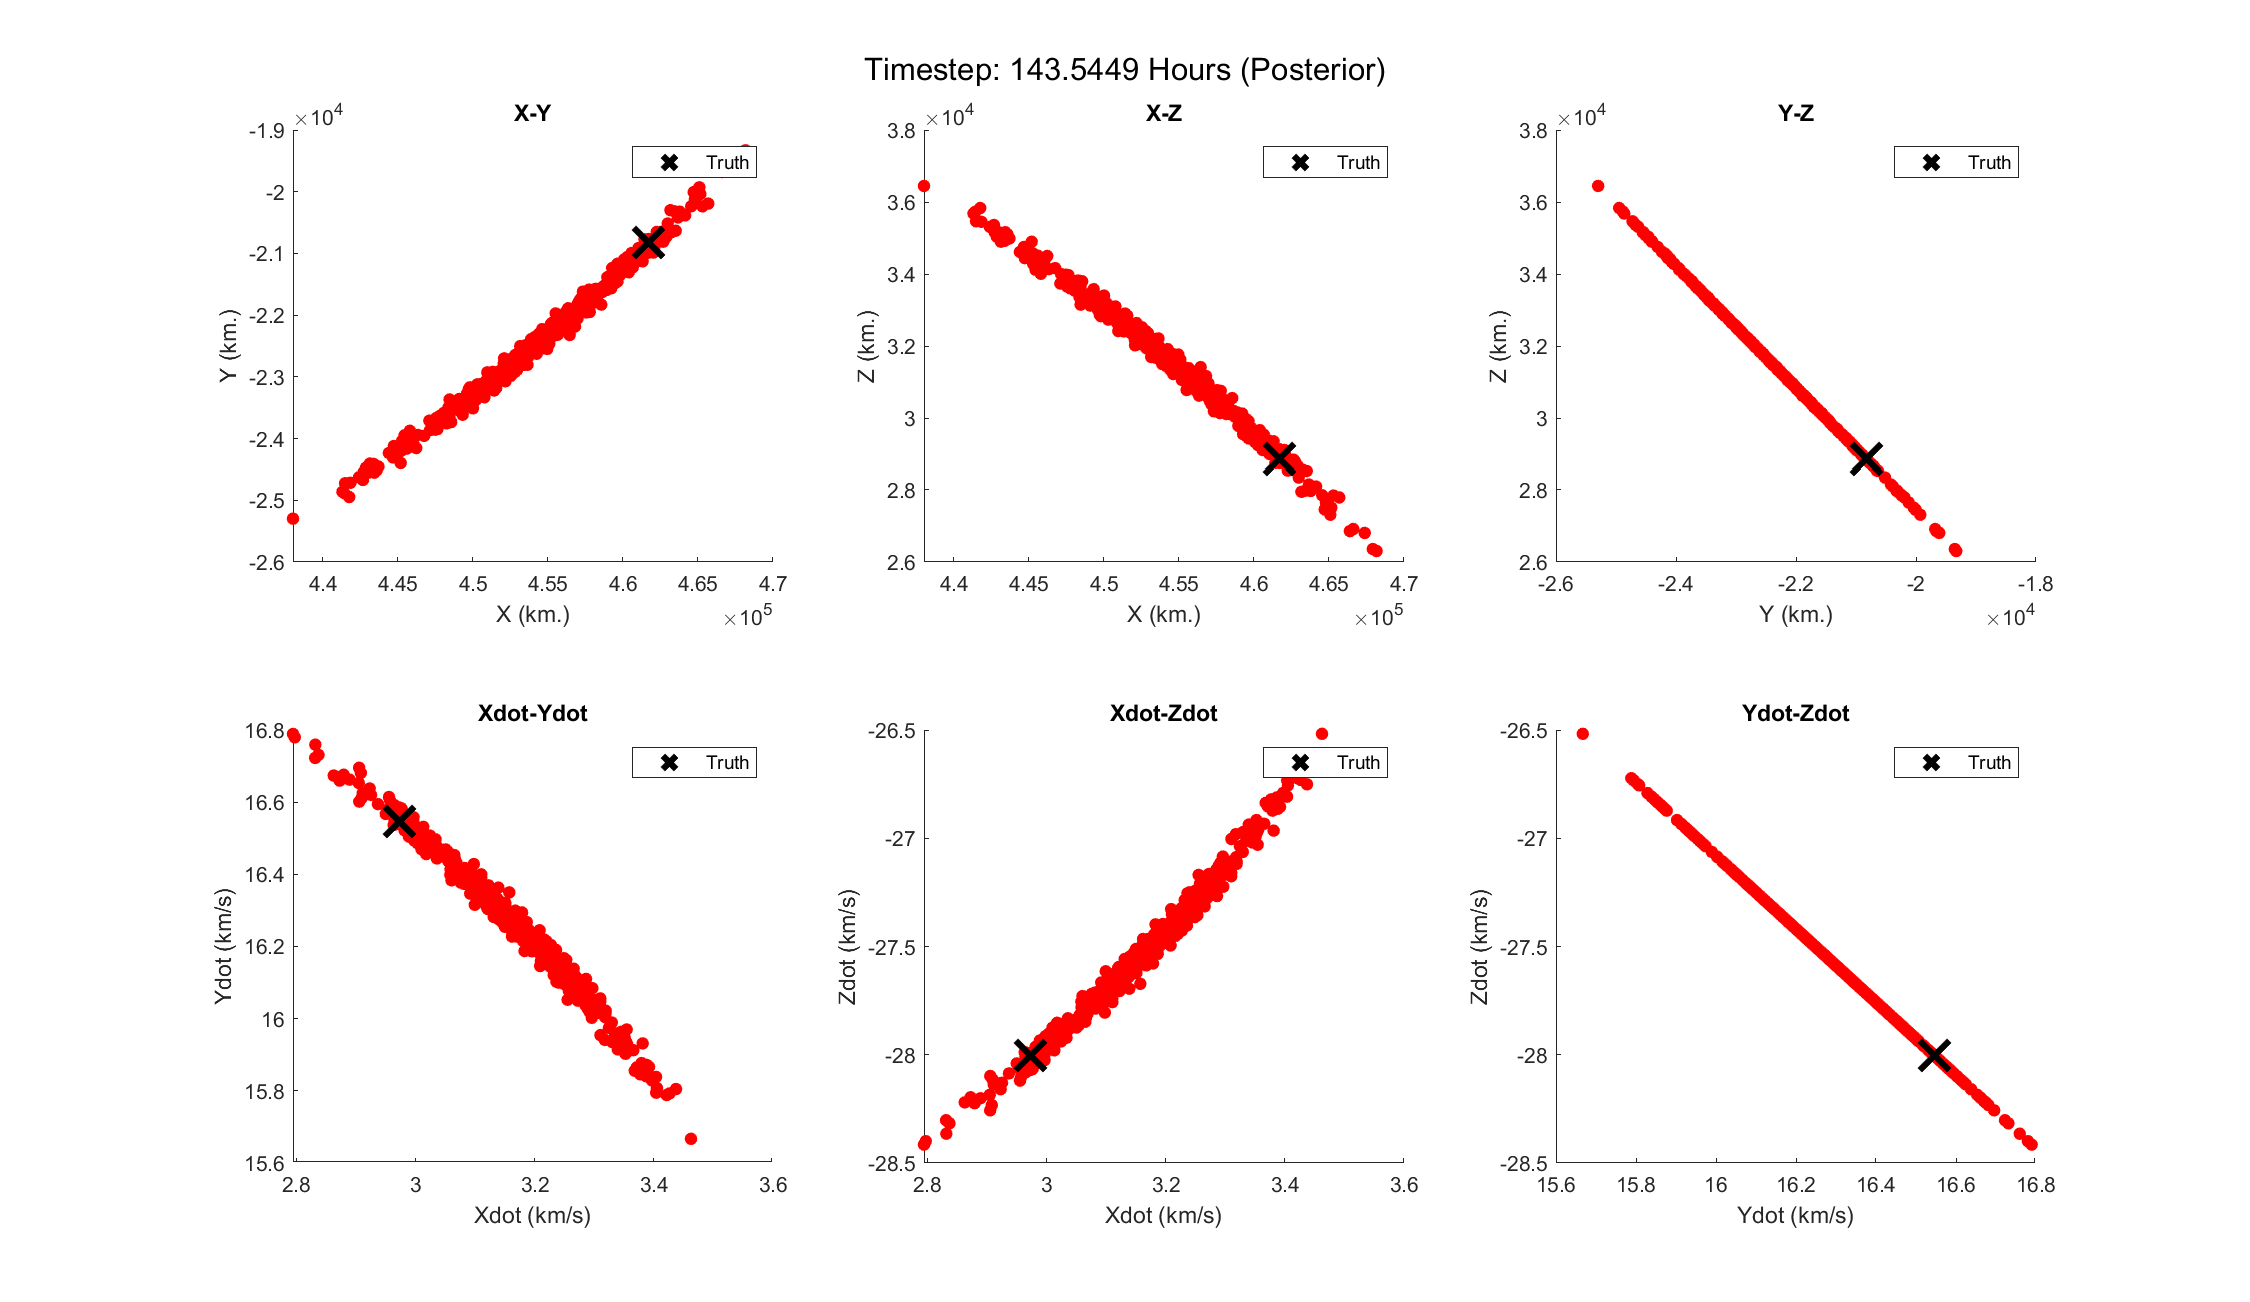 Timestep: 143.5449 Hours (Posterior)
X-Y
×10⁴
-1.9
-2
-2.1
-2.2
-2.3
-2.4
-2.5
-2.6
Y (km.)
4.4 4.45 4.5 4.55 4.6 4.65 4.7
X (km.)
×10⁵
Truth
X-Z
×10⁴
3.8
3.6
3.4
3.2
3
2.8
2.6
Z (km.)
4.4 4.45 4.5 4.55 4.6 4.65 4.7
X (km.)
×10⁵
Truth
Y-Z
×10⁴
3.8
3.6
3.4
3.2
3
2.8
2.6
Z (km.)
-2.6 -2.4 -2.2 -2 -1.8
Y (km.)
×10⁴
Truth
Xdot-Ydot
16.8
16.6
16.4
16.2
16
15.8
15.6
Ydot (km/s)
2.8 3 3.2 3.4 3.6
Xdot (km/s)
Truth
Xdot-Zdot
-26.5
-27
-27.5
-28
-28.5
Zdot (km/s)
2.8 3 3.2 3.4 3.6
Xdot (km/s)
Truth
Ydot-Zdot
-26.5
-27
-27.5
-28
-28.5
Zdot (km/s)
15.6 15.8 16 16.2 16.4 16.6 16.8
Ydot (km/s)
Truth